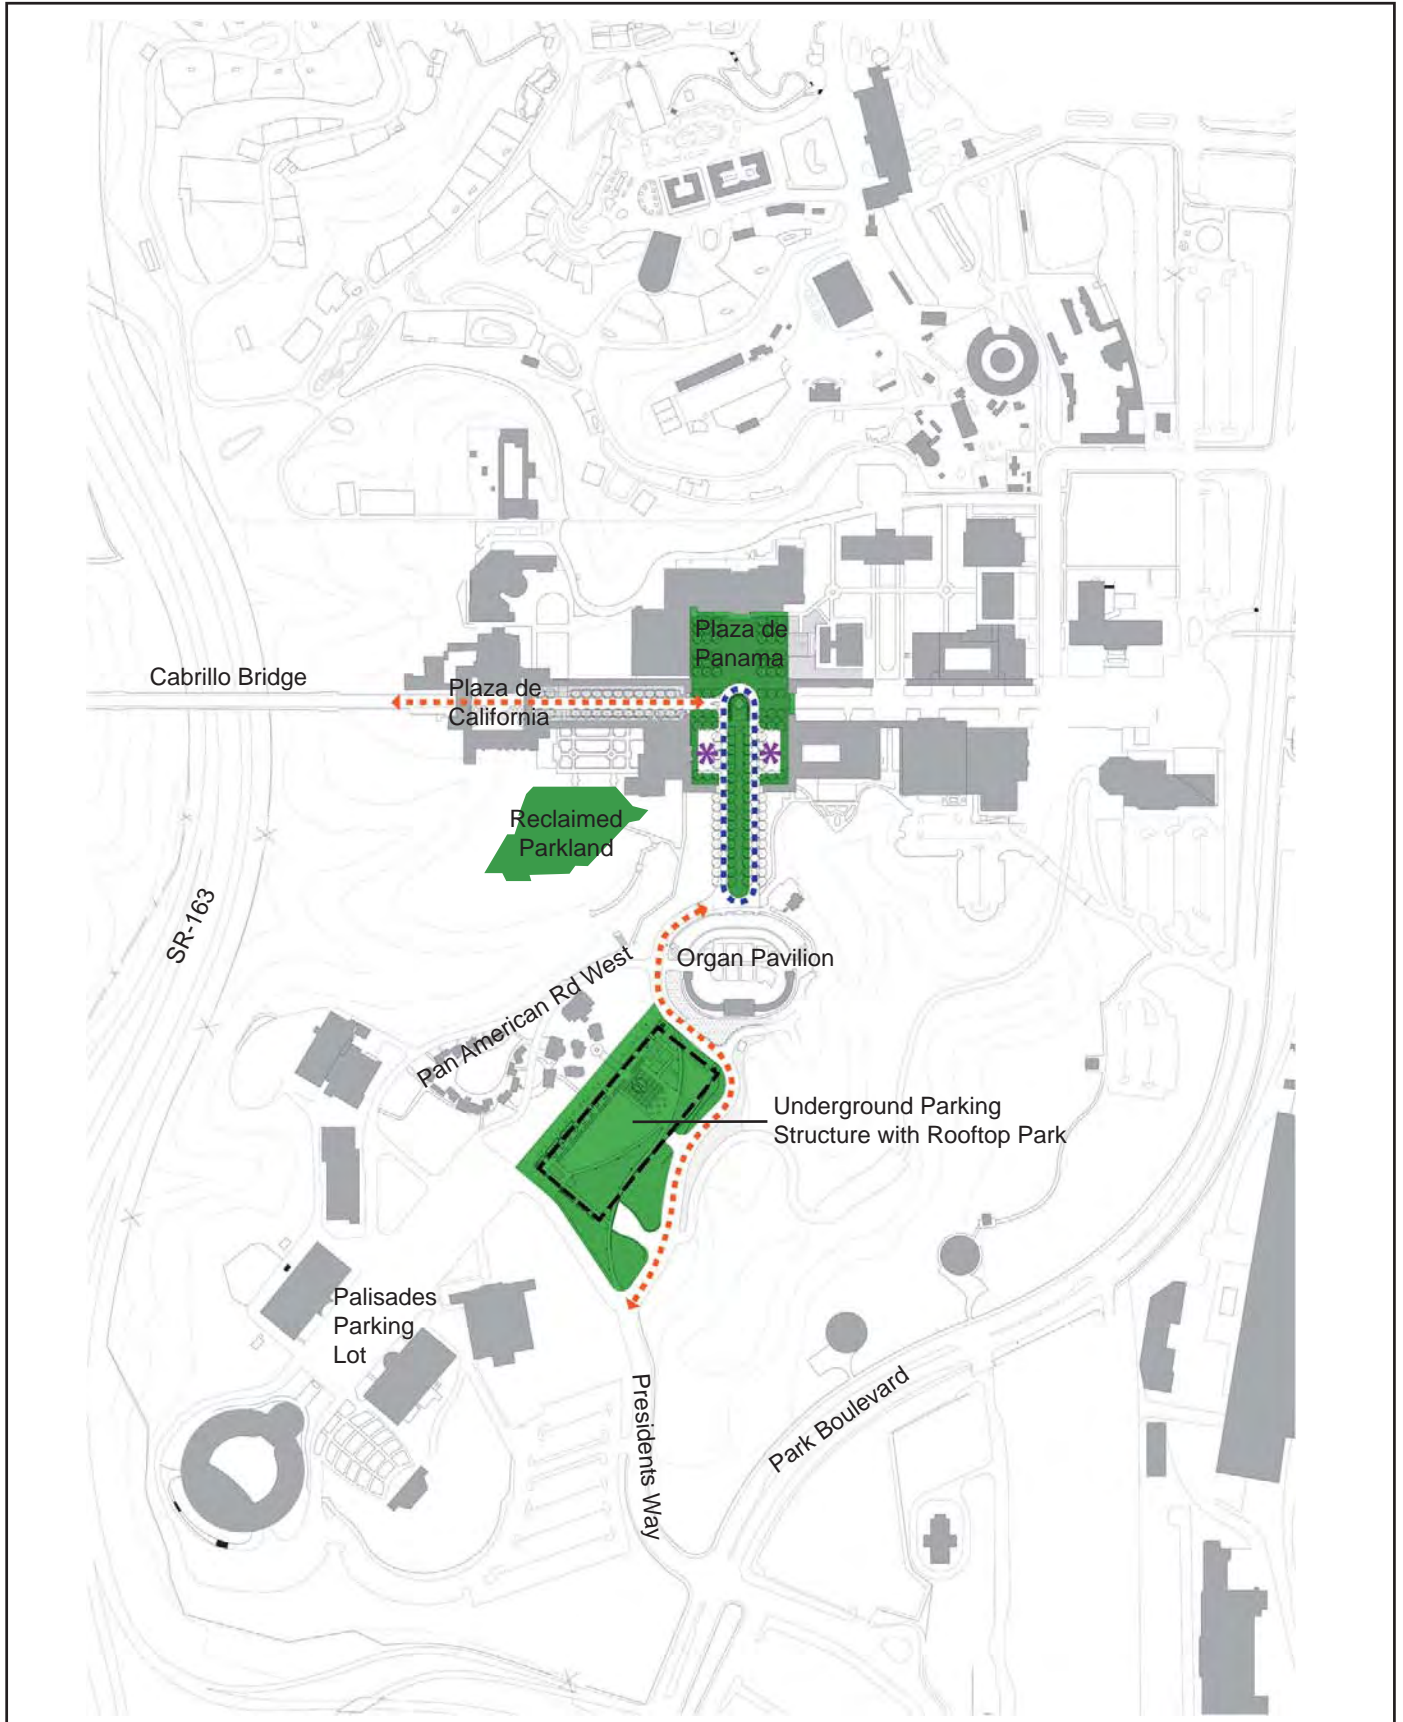 Plaza de
Panama
Cabrillo Bridge
Plaza de
California
Reclaimed
Parkland
SR-163
Organ Pavilion
Pan American Rd West
Underground Parking
Structure with Rooftop Park
Palisades
Parking
Lot
Presidents Way
Park Boulevard